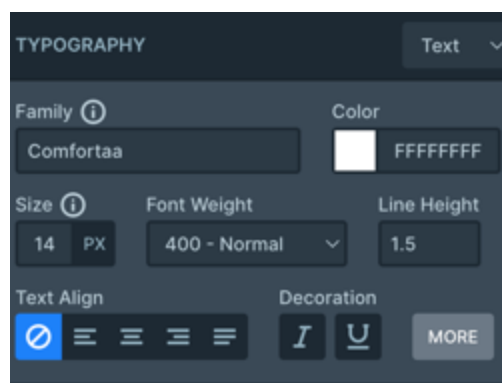 TYPOGRAPHY Text
Family Color
Comfortaa FFFFFFFF
Size Font Weight Line Height
14 PX 400 - Normal 1.5
Text Align Decoration
I U MORE